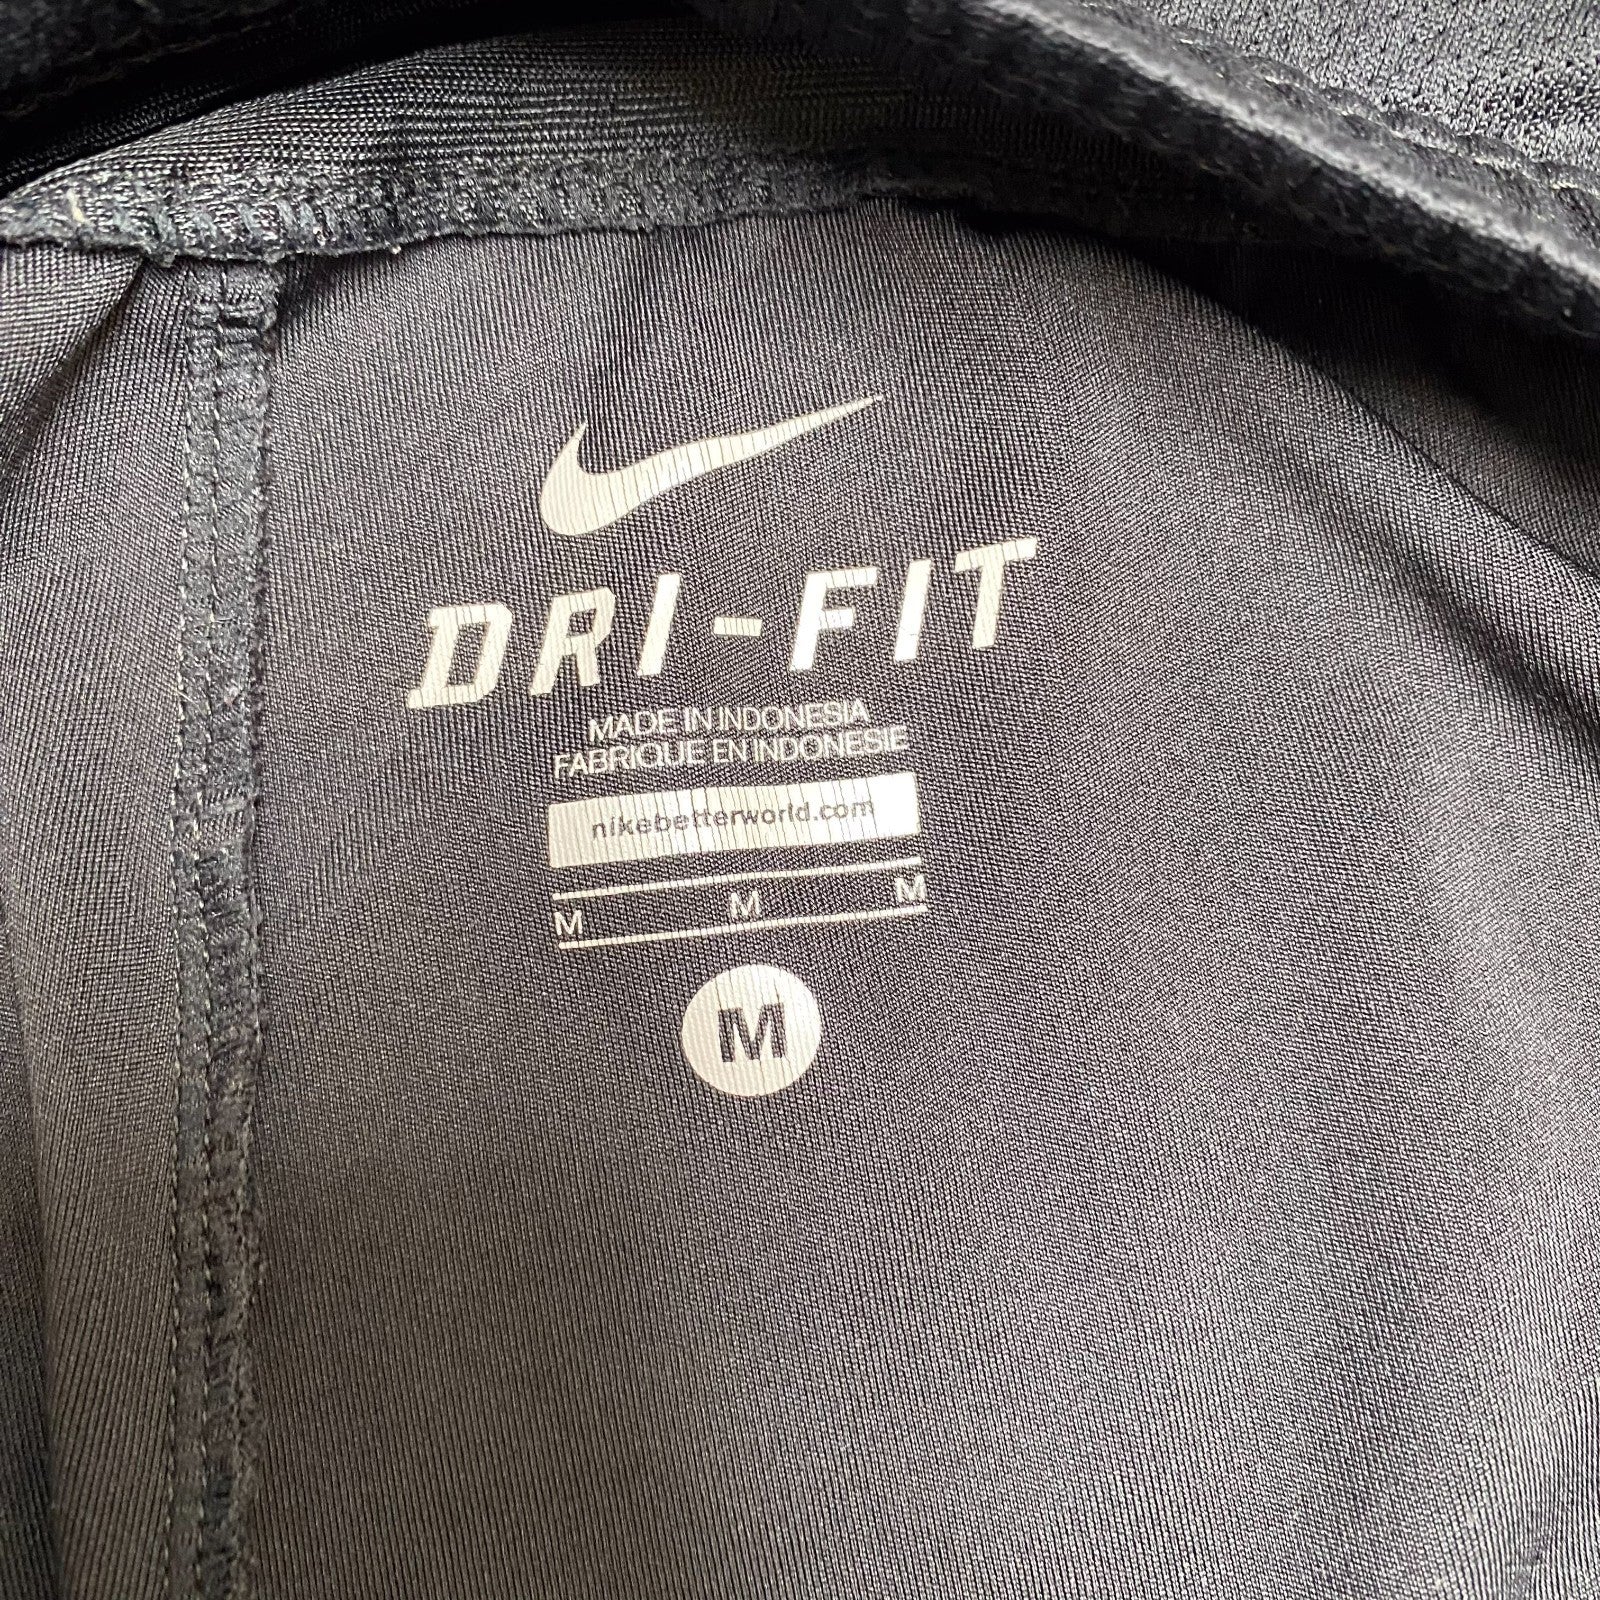 DRI-FIT
MADE IN INDONESIA
FABRIQUE EN INDONESIE
nikebetterworld.com
M M M
M